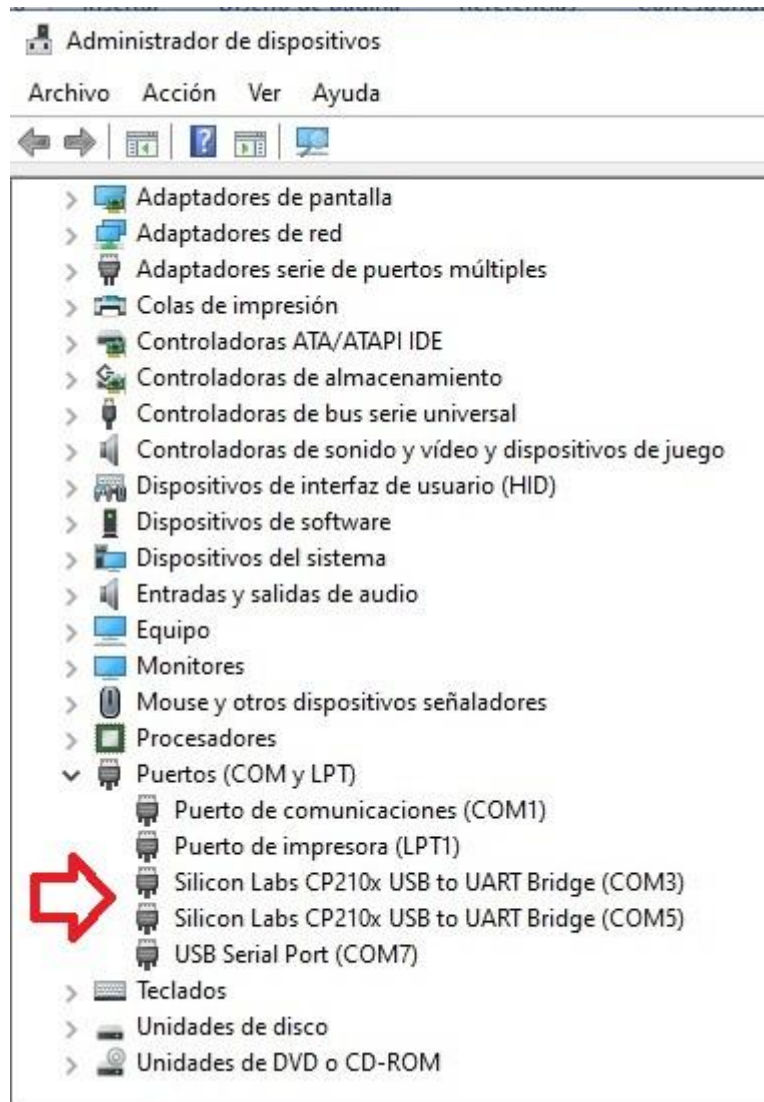 Administrador de dispositivos
Archivo Acción Ver Ayuda
Adaptadores de pantalla
Adaptadores de red
Adaptadores serie de puertos múltiples
Colas de impresión
Controladoras ATA/ATAPI IDE
Controladoras de almacenamiento
Controladoras de bus serie universal
Controladoras de sonido y vídeo y dispositivos de juego
Dispositivos de interfaz de usuario (HID)
Dispositivos de software
Dispositivos del sistema
Entradas y salidas de audio
Equipo
Monitores
Mouse y otros dispositivos señaladores
Procesadores
Puertos (COM y LPT)
Puerto de comunicaciones (COM1)
Puerto de impresora (LPT1)
Silicon Labs CP210x USB to UART Bridge (COM3)
Silicon Labs CP210x USB to UART Bridge (COM5)
USB Serial Port (COM7)
Teclados
Unidades de disco
Unidades de DVD o CD-ROM